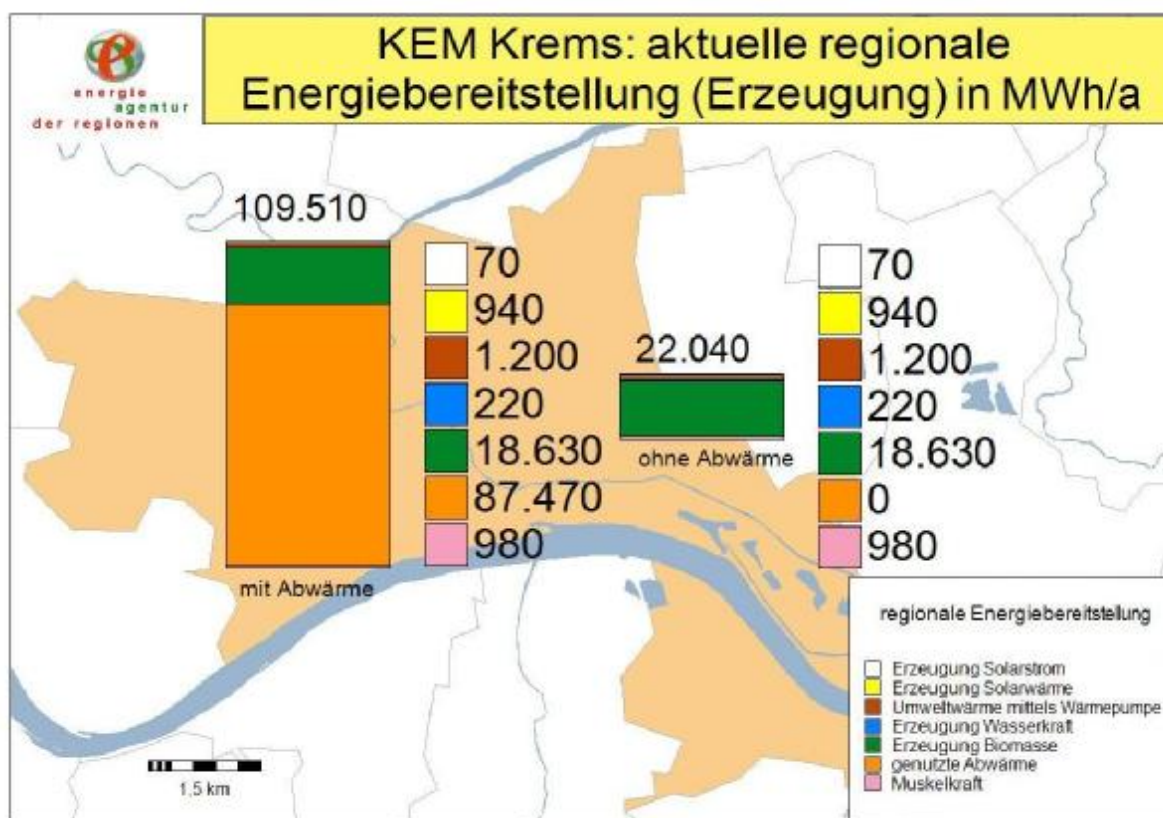 energie
agentur
der regionen
KEM Krems: aktuelle regionale
Energiebereitstellung (Erzeugung) in MWh/a
109.510
70
940
1.200
220
18.630
87.470
980
mit Abwärme
22.040
ohne Abwärme
70
940
1.200
220
18.630
0
980
regionale Energiebereitstellung
Erzeugung Solarstrom
Erzeugung Solarwärme
Umweltwärme mittels Wärmepumpe
Erzeugung Wasserkraft
Erzeugung Biomasse
genutzte Abwärme
Muskelkraft
1,5 km